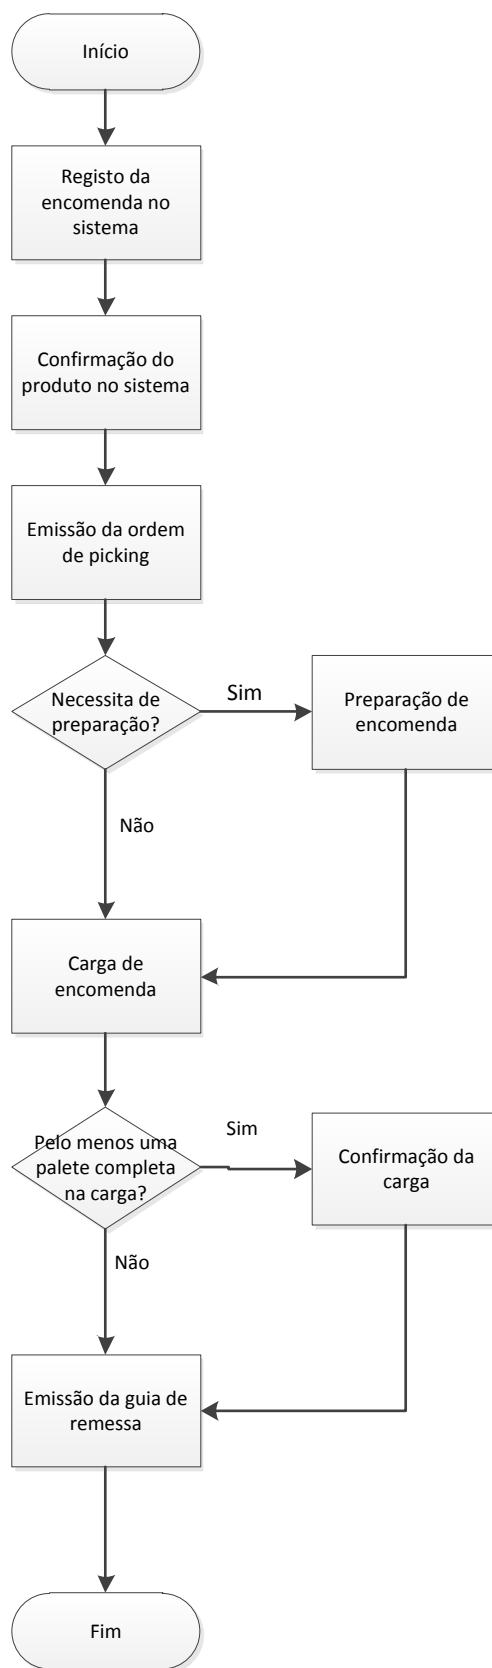 Início
Registo da
encomenda no
sistema
Confirmação do
produto no sistema
Emissão da ordem
de picking
Necessita de
preparação?
Sim
Preparação de
encomenda
Não
Carga de
encomenda
Pelo menos uma
palete completa
na carga?
Sim
Confirmação da
carga
Não
Emissão da guia de
remessa
Fim